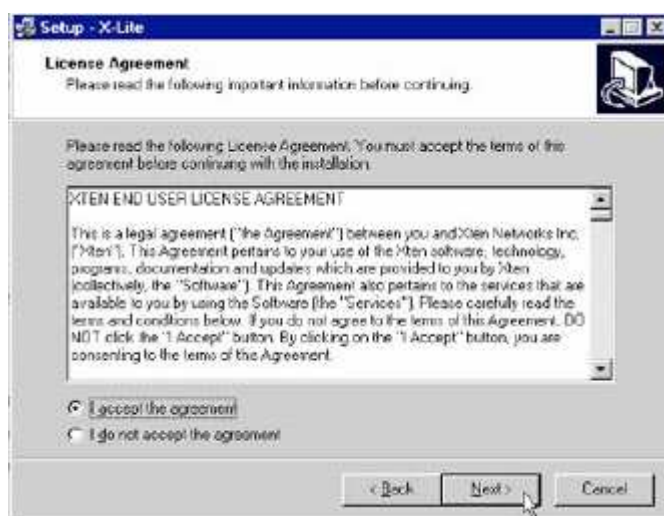 Setup - X-Lite
License Agreement
Please read the following important information before continuing.
Please read the following License Agreement. You must accept the terms of this
agreement before continuing with the installation.
XTEN END USER LICENSE AGREEMENT
This is a legal agreement ("the Agreement") between you and Xten Networks Inc.
("Xten"). This Agreement pertains to your use of the Xten software, technology,
programs, documentation and updates which are provided to you by Xten
(collectively, the "Software"). This Agreement also pertains to the services that are
available to you by using the Software (the "Services"). Please carefully read the
terms and conditions below. If you do not agree to the terms of this Agreement, DO
NOT click the "I Accept" button. By clicking on the "I Accept" button, you are
consenting to the terms of the Agreement.
I accept the agreement
I do not accept the agreement
< Back
Next >
Cancel